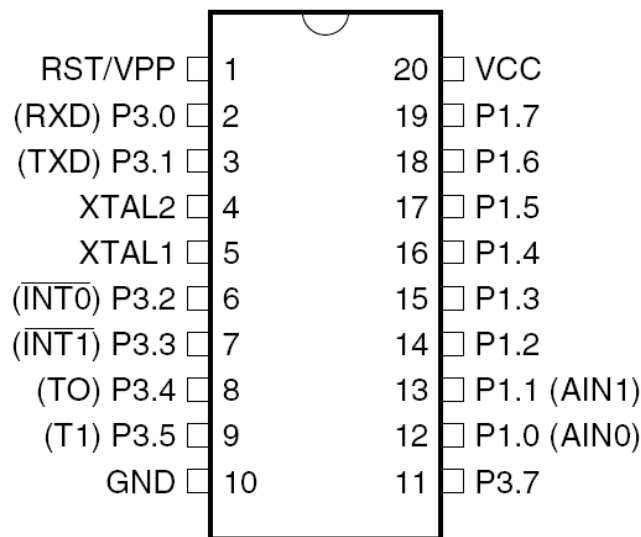 RST/VPP 1 20 VCC
(RXD) P3.0 2 19 P1.7
(TXD) P3.1 3 18 P1.6
XTAL2 4 17 P1.5
XTAL1 5 16 P1.4
(I̅N̅T̅0̅) P3.2 6 15 P1.3
(I̅N̅T̅1̅) P3.3 7 14 P1.2
(TO) P3.4 8 13 P1.1 (AIN1)
(T1) P3.5 9 12 P1.0 (AIN0)
GND 10 11 P3.7